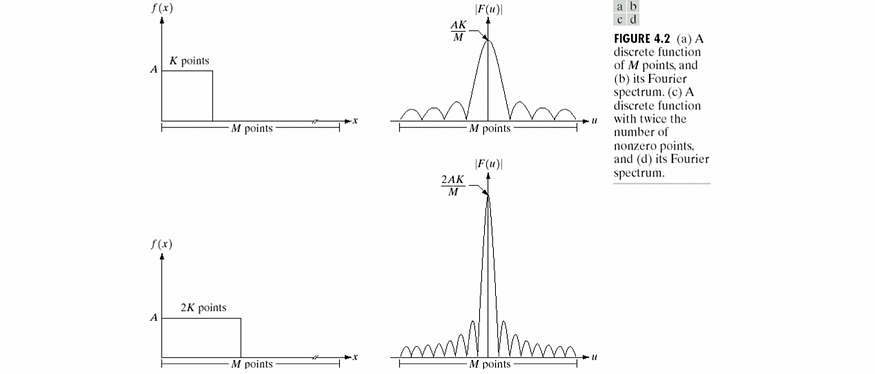 f(x)
A
K points
x
M points
|F(u)|
AK
M
u
M points
a b
c d
FIGURE 4.2 (a) A
discrete function
of M points, and
(b) its Fourier
spectrum. (c) A
discrete function
with twice the
number of
nonzero points,
and (d) its Fourier
spectrum.
f(x)
A
2K points
x
M points
|F(u)|
2AK
M
u
M points